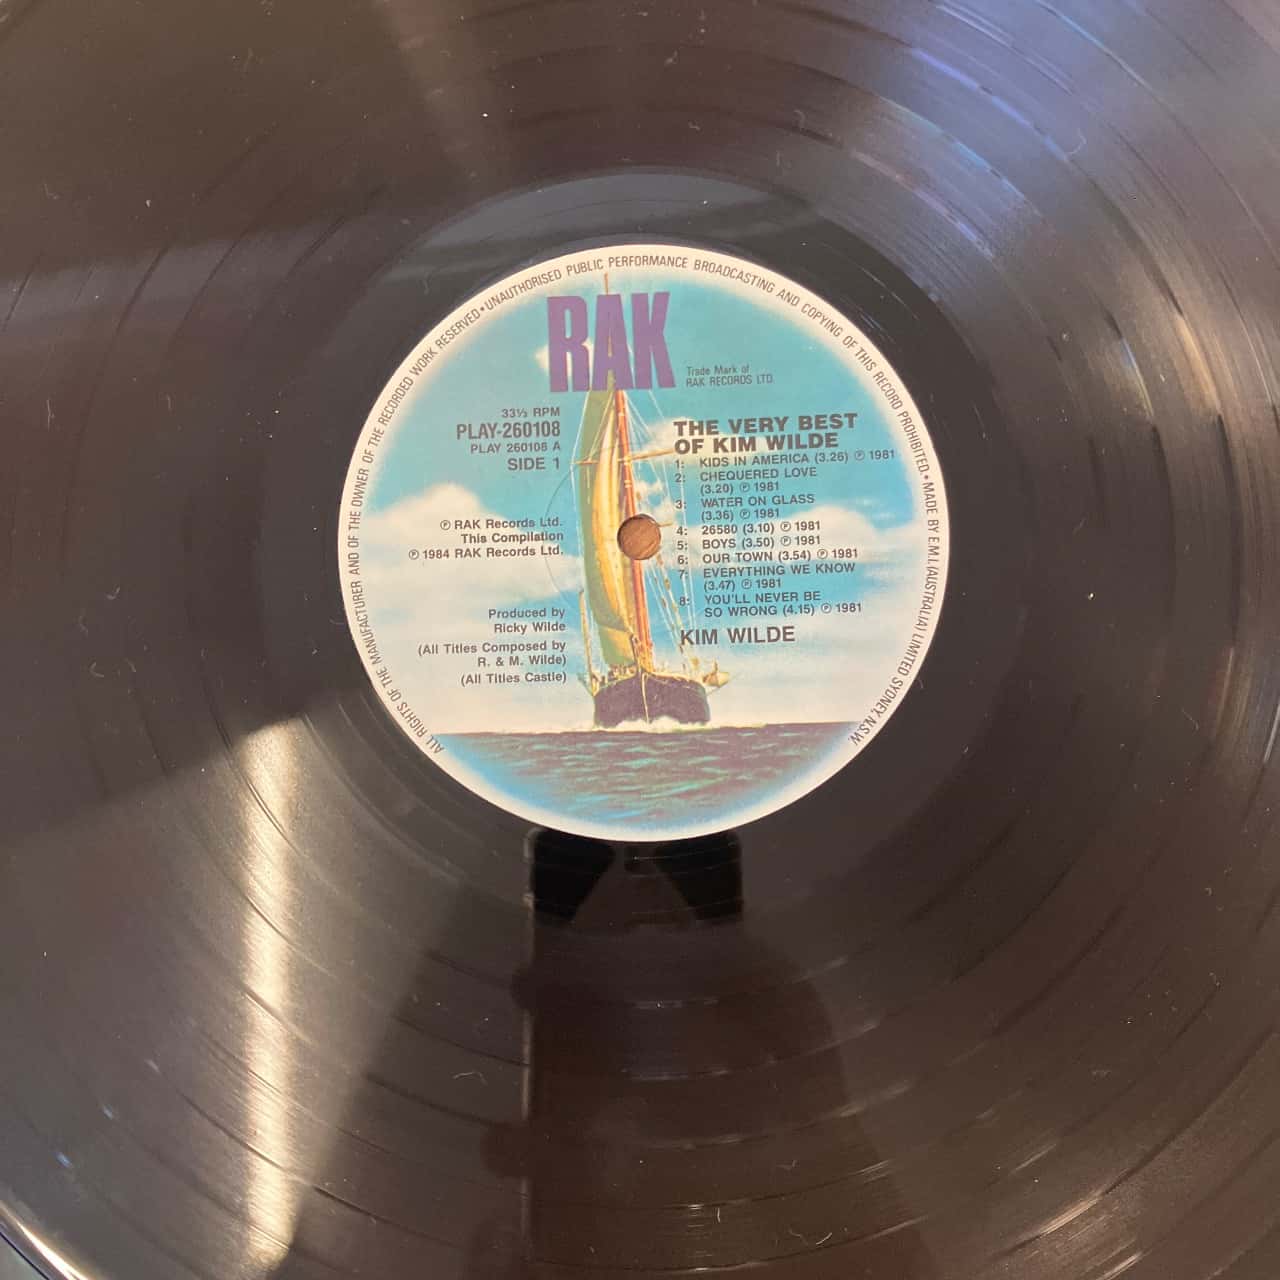 ALL RIGHTS OF THE MANUFACTURER AND OF THE OWNER OF THE RECORDED WORK RESERVED • UNAUTHORISED PUBLIC PERFORMANCE BROADCASTING AND COPYING OF THIS RECORD PROHIBITED. • MADE BY E.M.I. (AUSTRALIA) LIMITED SYDNEY, N.S.W.
RAK
Trade Mark of
RAK RECORDS LTD.
33⅓ RPM
PLAY-260108
PLAY 260108 A
SIDE 1
℗ RAK Records Ltd.
This Compilation
℗ 1984 RAK Records Ltd.
Produced by
Ricky Wilde
(All Titles Composed by
R. & M. Wilde)
(All Titles Castle)
THE VERY BEST
OF KIM WILDE
1: KIDS IN AMERICA (3.26) ℗ 1981
2: CHEQUERED LOVE
(3.20) ℗ 1981
3: WATER ON GLASS
(3.36) ℗ 1981
4: 26580 (3.10) ℗ 1981
5: BOYS (3.50) ℗ 1981
6: OUR TOWN (3.54) ℗ 1981
7: EVERYTHING WE KNOW
(3.47) ℗ 1981
8: YOU'LL NEVER BE
SO WRONG (4.15) ℗ 1981
KIM WILDE